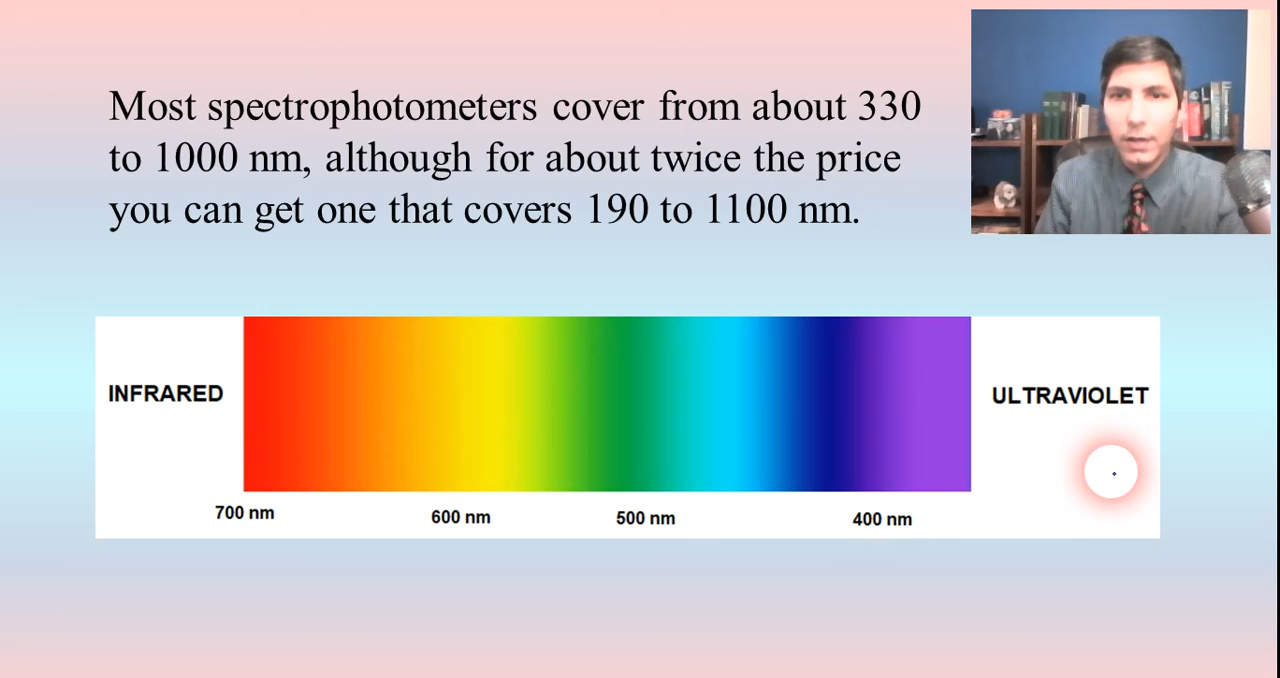 Most spectrophotometers cover from about 330
to 1000 nm, although for about twice the price
you can get one that covers 190 to 1100 nm.
INFRARED
ULTRAVIOLET
700 nm
600 nm
500 nm
400 nm